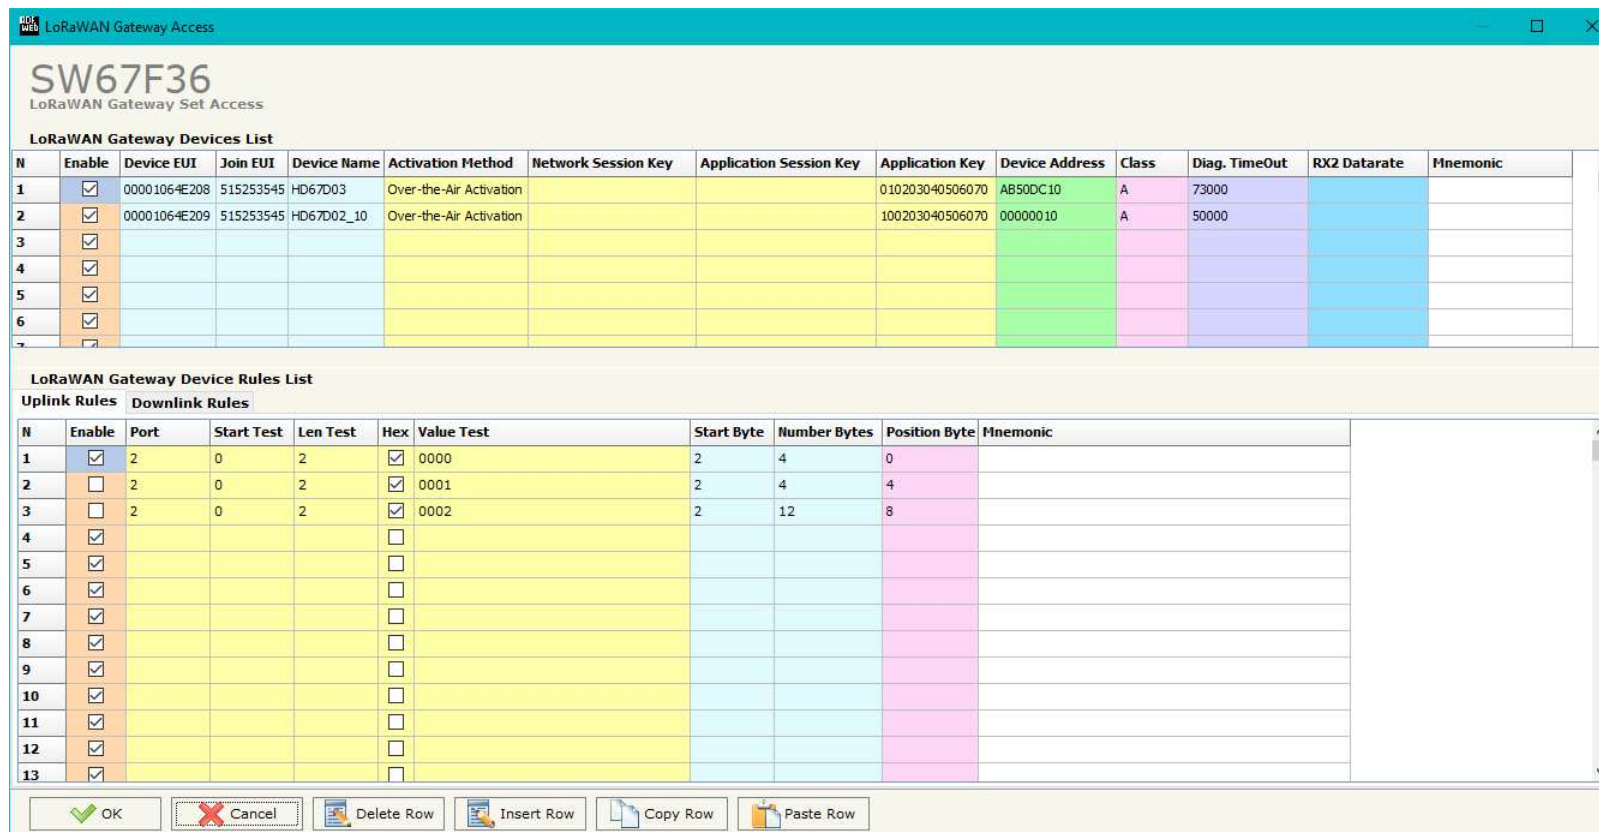 ADF WEB LoRaWAN Gateway Access
SW67F36
LoRaWAN Gateway Set Access
LoRaWAN Gateway Devices List
N Enable Device EUI Join EUI Device Name Activation Method Network Session Key Application Session Key Application Key Device Address Class Diag. TimeOut RX2 Datarate Mnemonic
1 00001064E208 515253545 HD67D03 Over-the-Air Activation 010203040506070 AB50DC10 A 73000
2 00001064E209 515253545 HD67D02_10 Over-the-Air Activation 100203040506070 00000010 A 50000
3
4
5
6
LoRaWAN Gateway Device Rules List
Uplink Rules Downlink Rules
N Enable Port Start Test Len Test Hex Value Test Start Byte Number Bytes Position Byte Mnemonic
1 2 0 2 0000 2 4 0
2 2 0 2 0001 2 4 4
3 2 0 2 0002 2 12 8
4
5
6
7
8
9
10
11
12
13
OK Cancel Delete Row Insert Row Copy Row Paste Row